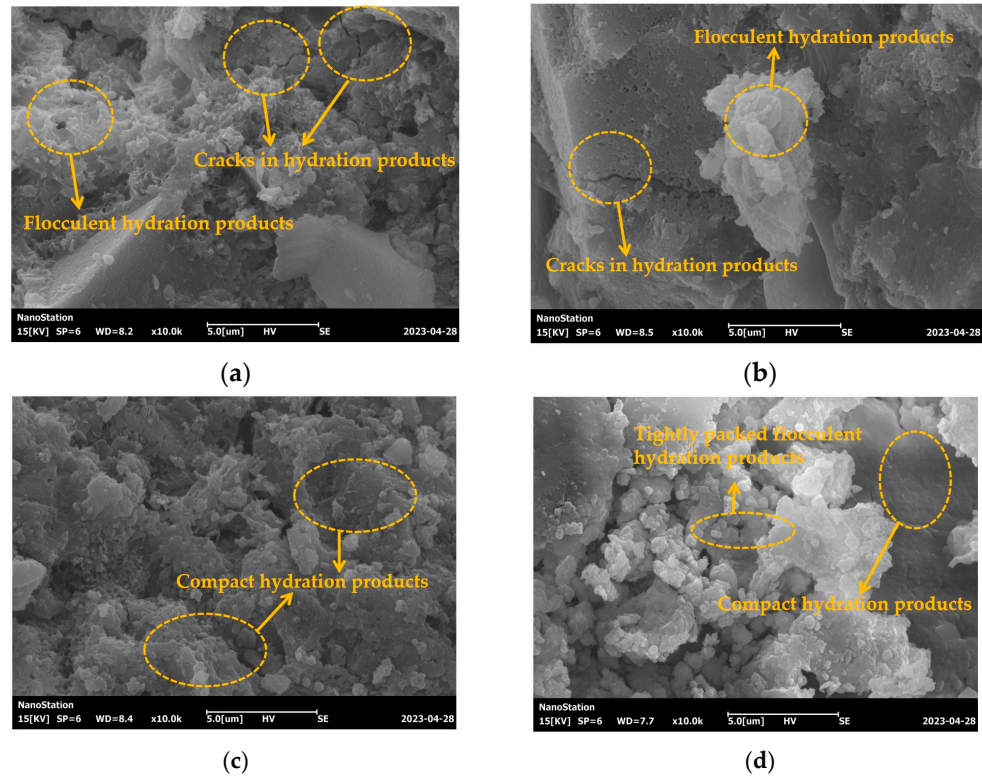 Cracks in hydration products
Flocculent hydration products
NanoStation
15[KV] SP=6 WD=8.2 x10.0k 5.0[um] HV SE 2023-04-28
(a)
Flocculent hydration products
Cracks in hydration products
NanoStation
15[KV] SP=6 WD=8.5 x10.0k 5.0[um] HV SE 2023-04-28
(b)
Compact hydration products
NanoStation
15[KV] SP=6 WD=8.4 x10.0k 5.0[um] HV SE 2023-04-28
(c)
Tightly packed flocculent
hydration products
Compact hydration products
NanoStation
15[KV] SP=6 WD=7.7 x10.0k 5.0[um] HV SE 2023-04-28
(d)